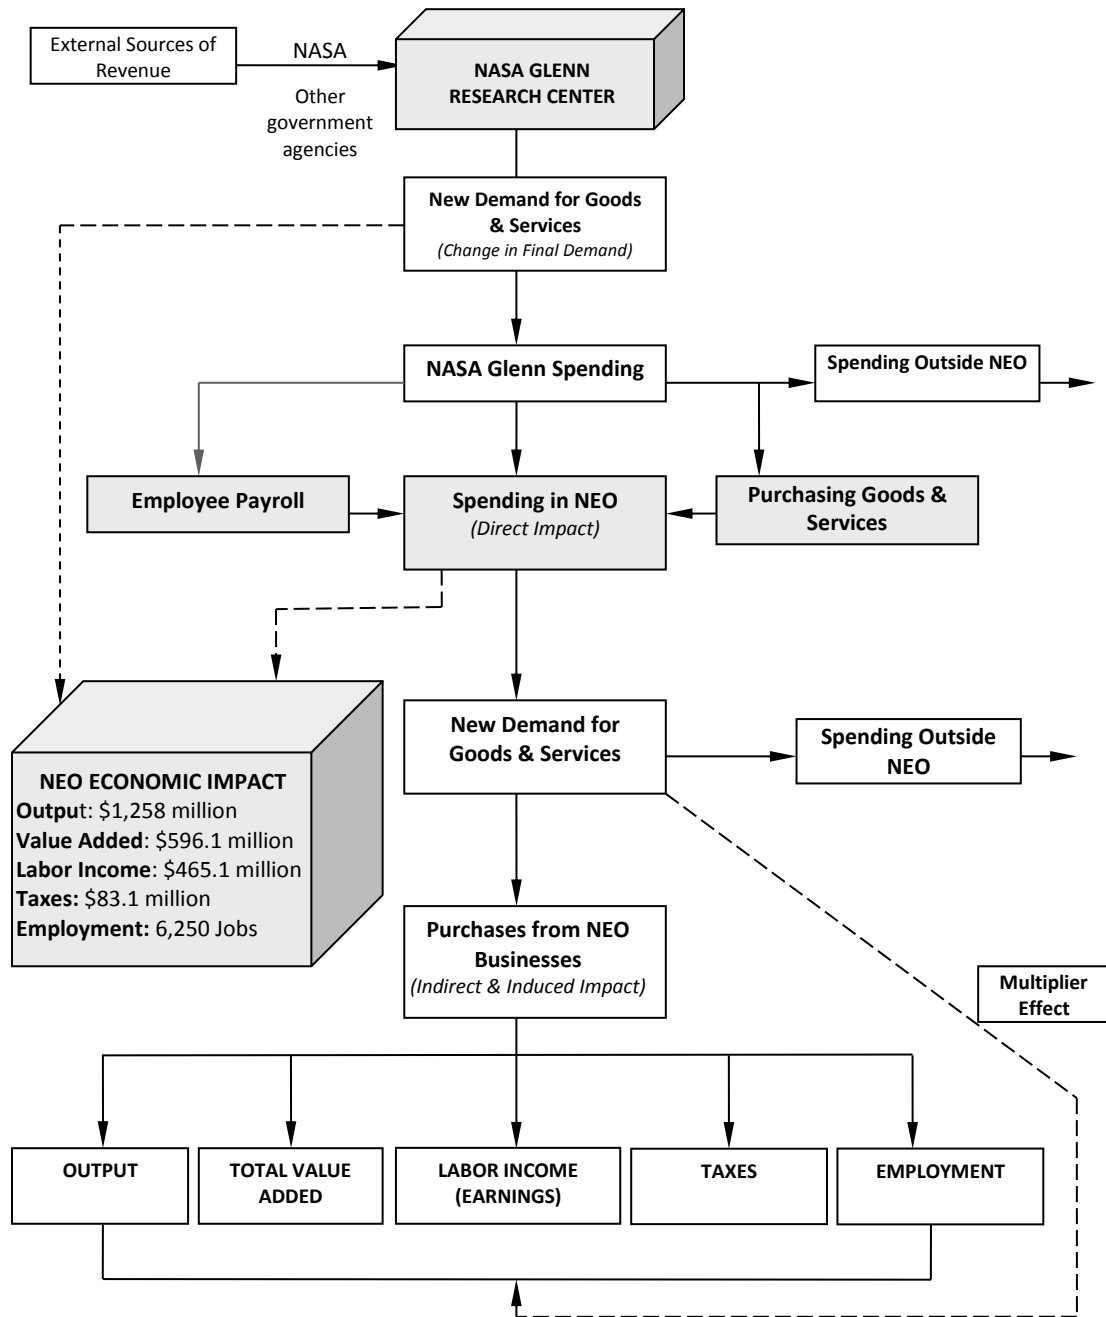 External Sources of
Revenue
NASA
Other
government
agencies
NASA GLENN
RESEARCH CENTER
New Demand for Goods
& Services
(Change in Final Demand)
NASA Glenn Spending
Spending Outside NEO
Employee Payroll
Spending in NEO
(Direct Impact)
Purchasing Goods &
Services
New Demand for
Goods & Services
Spending Outside
NEO
NEO ECONOMIC IMPACT
Output: $1,258 million
Value Added: $596.1 million
Labor Income: $465.1 million
Taxes: $83.1 million
Employment: 6,250 Jobs
Purchases from NEO
Businesses
(Indirect & Induced Impact)
Multiplier
Effect
OUTPUT
TOTAL VALUE
ADDED
LABOR INCOME
(EARNINGS)
TAXES
EMPLOYMENT